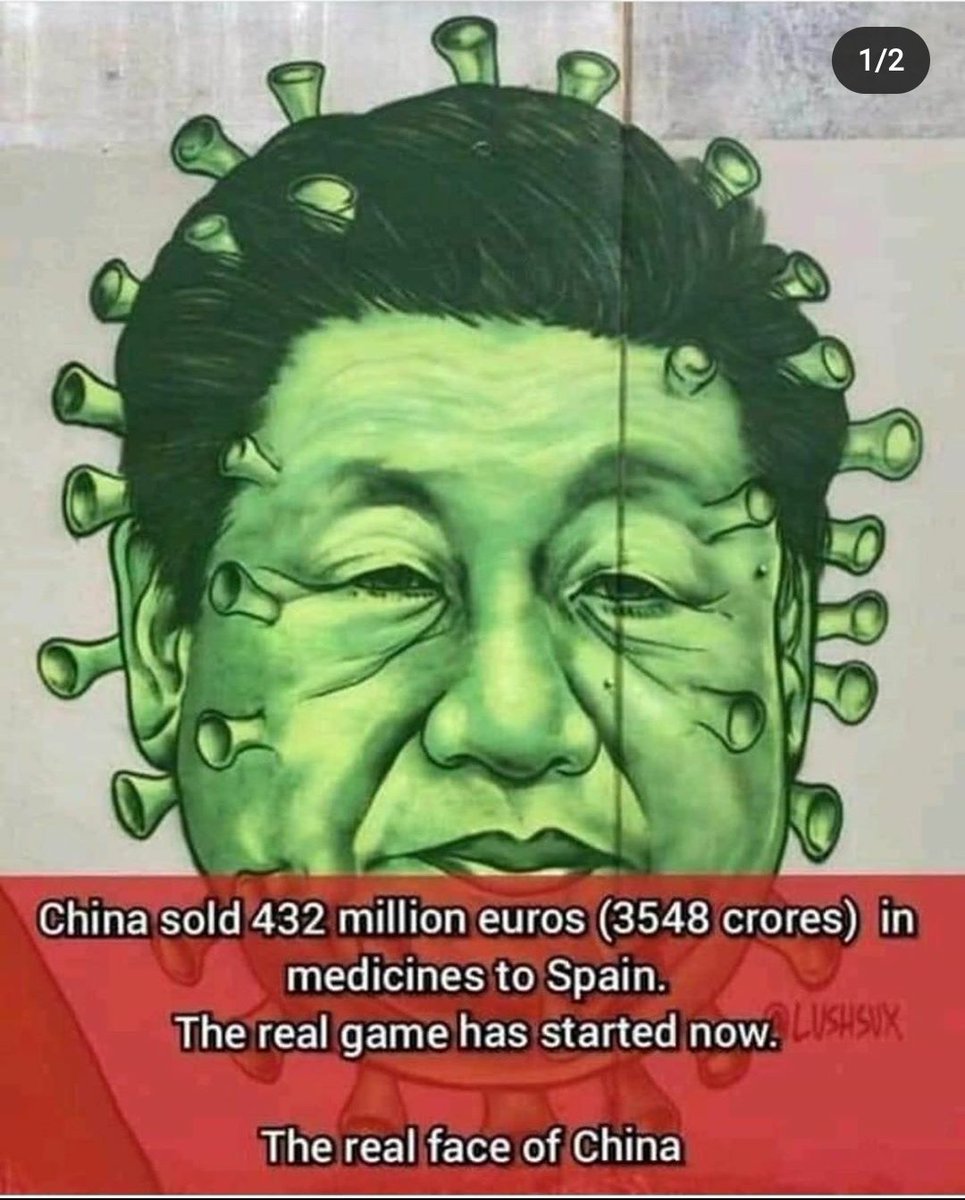 1/2
China sold 432 million euros (3548 crores) in
medicines to Spain.
@LUSHSUX
The real game has started now.
The real face of China